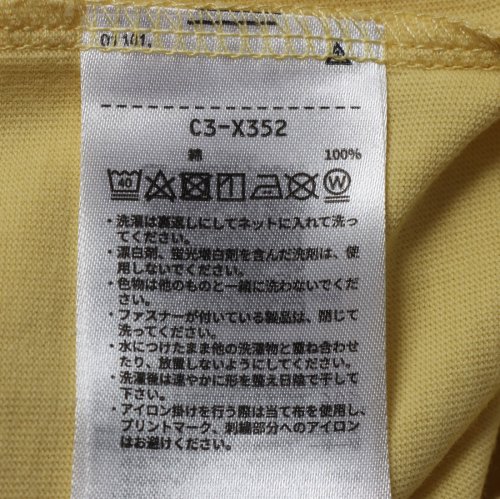 01101.
C3-X352
綿 100%
40 W
・洗濯は裏返しにしてネットに入れて洗っ
てください。
・漂白剤、蛍光増白剤を含んだ洗剤は、使
用しないでください。
・色物は他のものと一緒に洗わないでくだ
さい。
・ファスナーが付いている製品は、閉じて
洗ってください。
・水につけたまま他の洗濯物と重ね合わせ
たり、放置しないようにしてください。
・洗濯後は速やかに形を整え日陰で干して
下さい。
・アイロン掛けを行う際は当て布を使用し、
プリントマーク、刺繍部分へのアイロン
はお避けください。